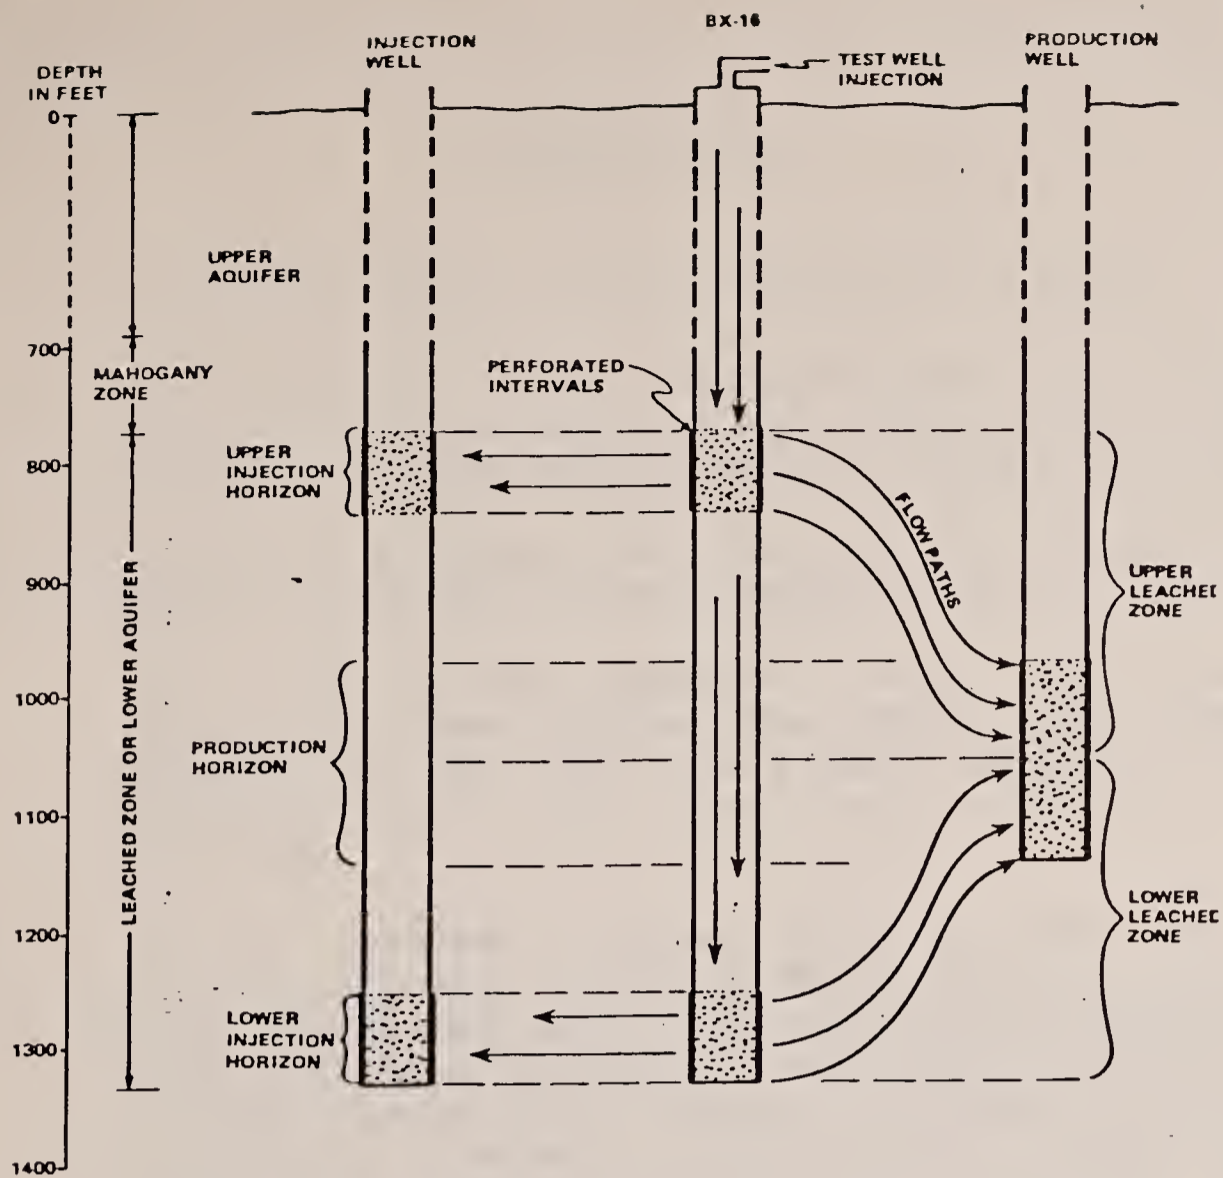 BX-16
INJECTION
WELL
PRODUCTION
WELL
TEST WELL
INJECTION
DEPTH
IN FEET
0
UPPER
AQUIFER
700
MAHOGANY
ZONE
PERFORATED
INTERVALS
800
UPPER
INJECTION
HORIZON
FLOW PATHS
900
UPPER
LEACHED
ZONE
LEACHED ZONE OR LOWER AQUIFER
1000
PRODUCTION
HORIZON
1100
LOWER
LEACHED
ZONE
1200
LOWER
INJECTION
HORIZON
1300
1400